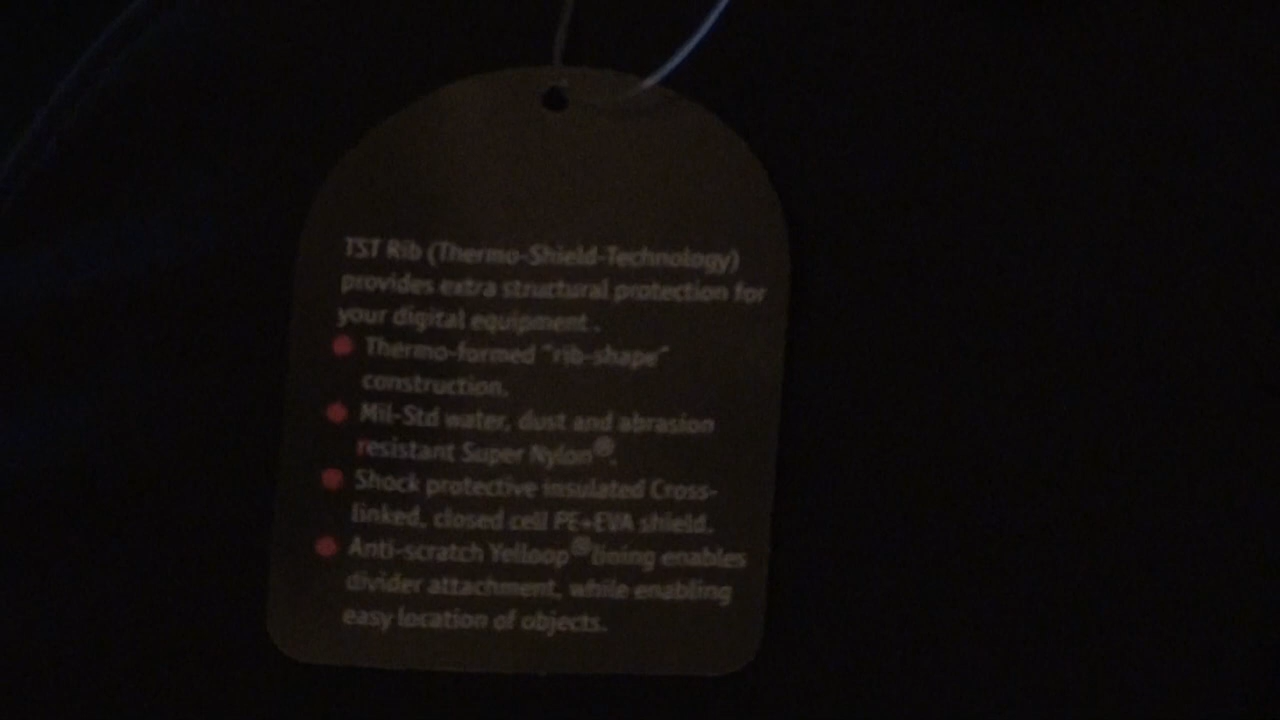 TST Rib (Thermo-Shield-Technology)
provides extra structural protection for
your digital equipment.
Thermo-formed "rib-shape"
construction.
Mil-Std water, dust and abrasion
resistant Super Nylon®.
Shock protective insulated Cross-
linked, closed cell PE+EVA shield.
Anti-scratch Yelloop® lining enables
divider attachment, while enabling
easy location of objects.